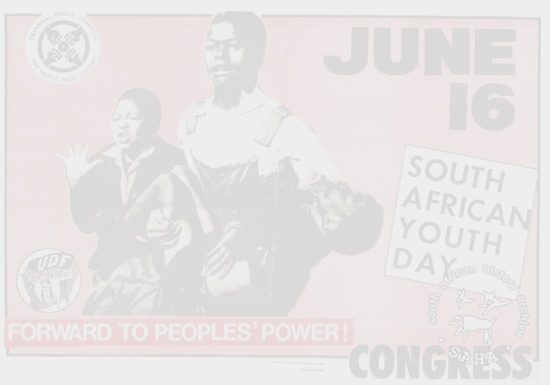 JUNE
16
SOUTH
AFRICAN
YOUTH
DAY
UDF
FORWARD TO PEOPLES' POWER!
CONGRESS
south african history archive
SAHA